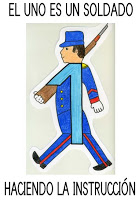 EL UNO ES UN SOLDADO
HACIENDO LA INSTRUCCIÓN